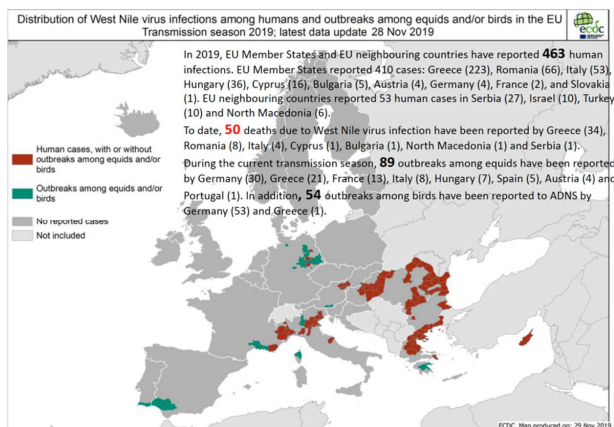 Distribution of West Nile virus infections among humans and outbreaks among equids and/or birds in the EU
Transmission season 2019; latest data update 28 Nov 2019
ecdc
In 2019, EU Member States and EU neighbouring countries have reported 463 human
infections. EU Member States reported 410 cases: Greece (223), Romania (66), Italy (53),
Hungary (36), Cyprus (16), Bulgaria (5), Austria (4), Germany (4), France (2), and Slovakia
(1). EU neighbouring countries reported 53 human cases in Serbia (27), Israel (10), Turkey
(10) and North Macedonia (6).
To date, 50 deaths due to West Nile virus infection have been reported by Greece (34),
Romania (8), Italy (4), Cyprus (1), Bulgaria (1), North Macedonia (1) and Serbia (1).
During the current transmission season, 89 outbreaks among equids have been reported
by Germany (30), Greece (21), France (13), Italy (8), Hungary (7), Spain (5), Austria (4) and
Portugal (1). In addition, 54 outbreaks among birds have been reported to ADNS by
Germany (53) and Greece (1).
Human cases, with or without
outbreaks among equids and/or
birds
Outbreaks among equids and/or
birds
No reported cases
Not included
ECDC. Map produced on: 29 Nov 2019